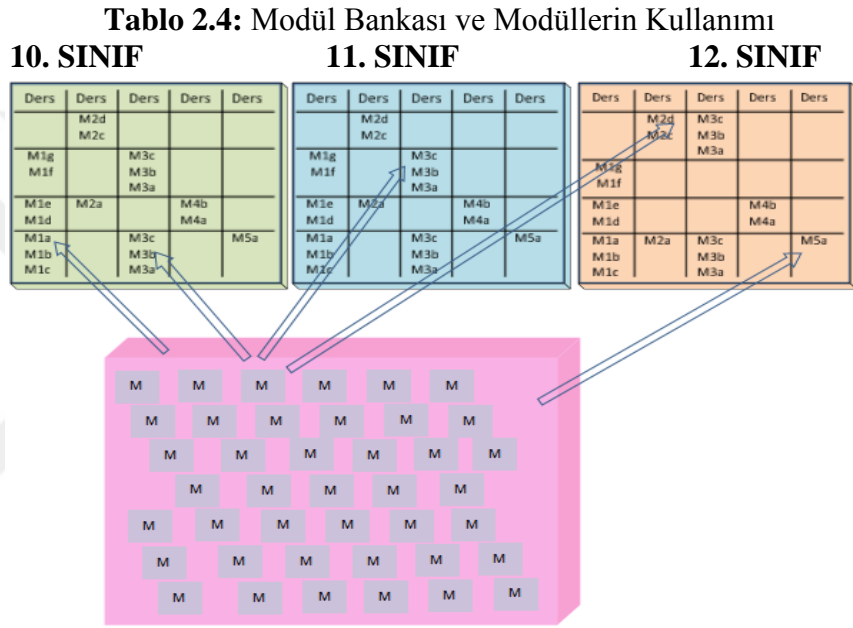 Tablo 2.4: Modül Bankası ve Modüllerin Kullanımı
10. SINIF 11. SINIF 12. SINIF
Ders Ders Ders Ders Ders
M2d
M2c
M1g M3c
M1f M3b
M3a
M1e M2a M4b
M1d M4a
M1a M3c M5a
M1b M3b
M1c M3a
Ders Ders Ders Ders Ders
M2d
M2c
M1g M3c
M1f M3b
M3a
M1e M2a M4b
M1d M4a
M1a M3c M5a
M1b M3b
M1c M3a
Ders Ders Ders Ders Ders
M2d M3c
M2c M3b
M3a
M1g
M1f
M1e M4b
M1d M4a
M1a M2a M3c M5a
M1b M3b
M1c M3a
M M M M M M
M M M M M M
M M M M M M
M M M M M
M M M M M M
M M M M M M
M M M M M M